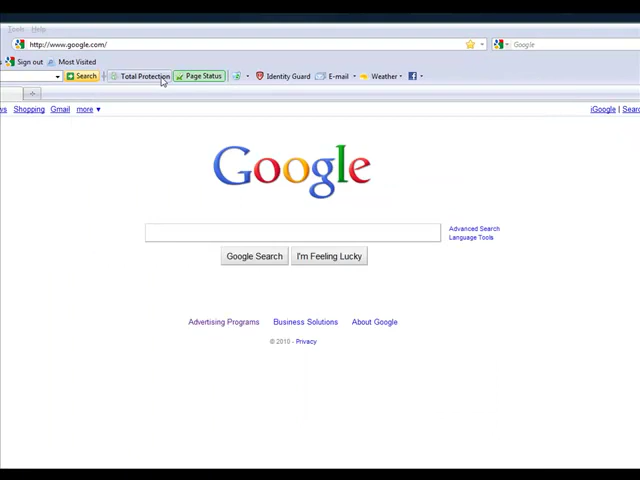 Tools Help
http://www.google.com/ Google
Sign out Most Visited
Search Total Protection Page Status Identity Guard E-mail Weather
Shopping Gmail more ▼ iGoogle |
Google
Advanced Search
Language Tools
Google Search I'm Feeling Lucky
Advertising Programs Business Solutions About Google
© 2010 - Privacy